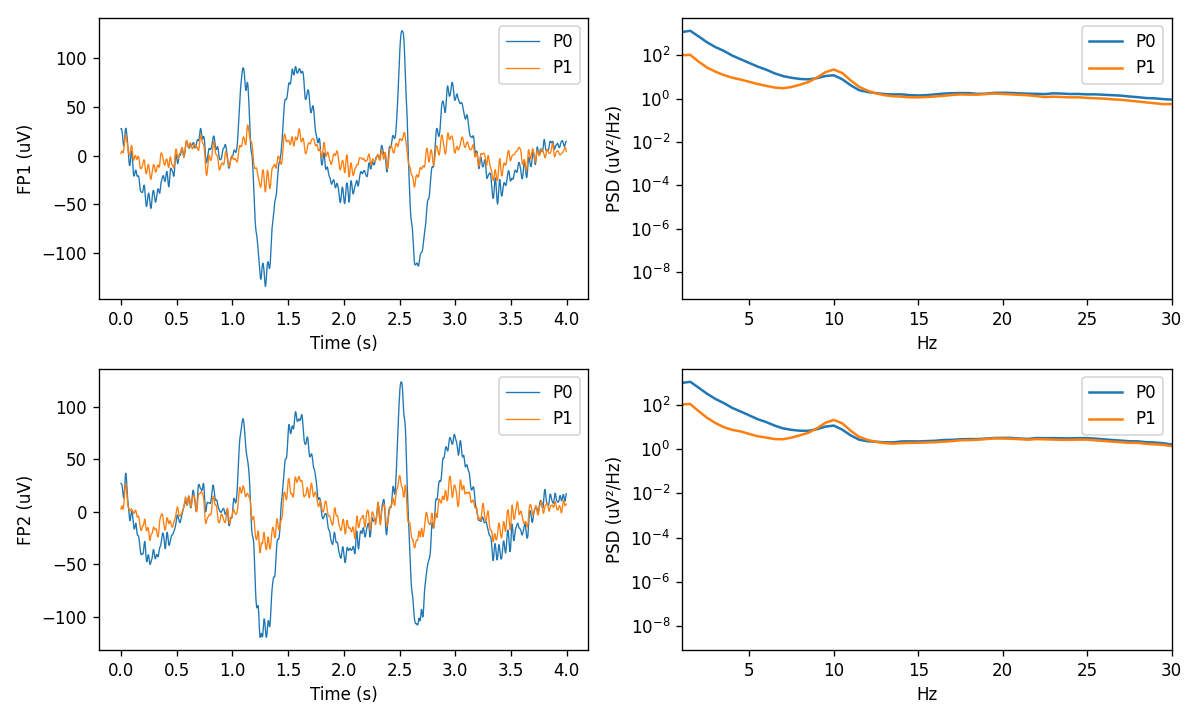 FP1 (uV)
100
50
0
−50
−100
0.0 0.5 1.0 1.5 2.0 2.5 3.0 3.5 4.0
Time (s)
P0
P1
PSD (uV²/Hz)
10²
10⁰
10⁻²
10⁻⁴
10⁻⁶
10⁻⁸
5 10 15 20 25 30
Hz
P0
P1
FP2 (uV)
100
50
0
−50
−100
0.0 0.5 1.0 1.5 2.0 2.5 3.0 3.5 4.0
Time (s)
P0
P1
PSD (uV²/Hz)
10²
10⁰
10⁻²
10⁻⁴
10⁻⁶
10⁻⁸
5 10 15 20 25 30
Hz
P0
P1